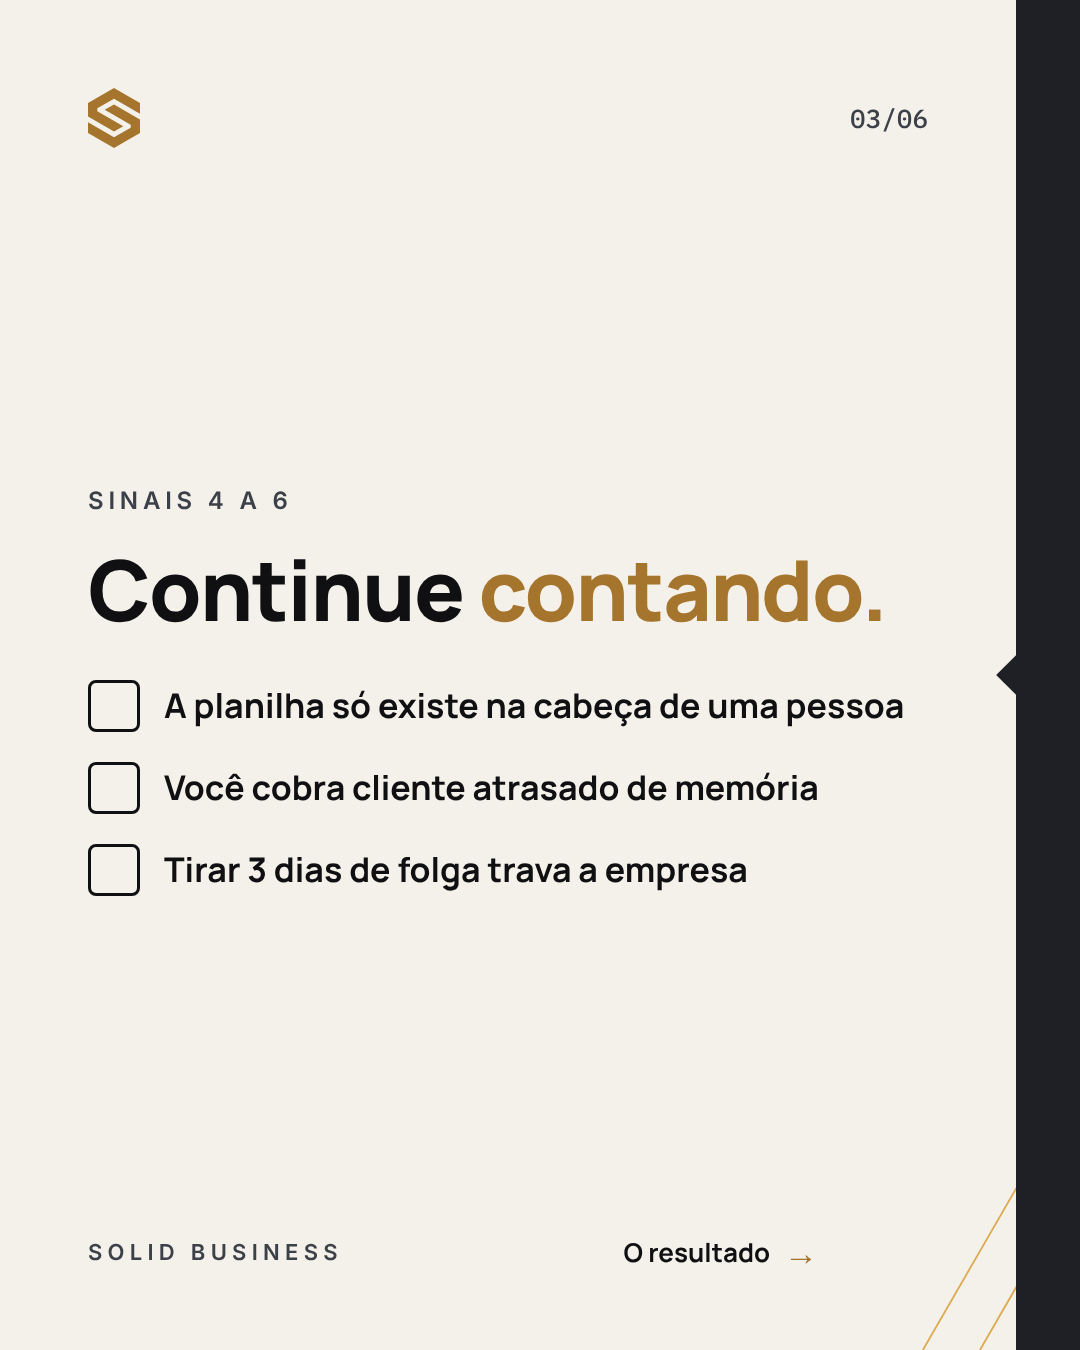 03/06
SINAIS 4 A 6
Continue contando.
A planilha só existe na cabeça de uma pessoa
Você cobra cliente atrasado de memória
Tirar 3 dias de folga trava a empresa
SOLID BUSINESS
O resultado →